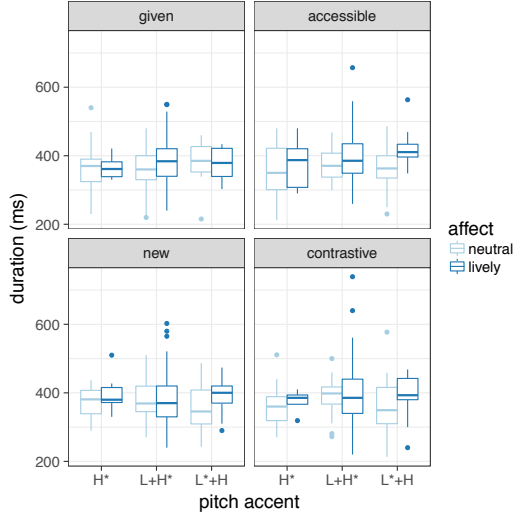 given accessible
600
400
200
new contrastive
600
400
200
H* L+H* L*+H H* L+H* L*+H
pitch accent
duration (ms)
affect
neutral
lively